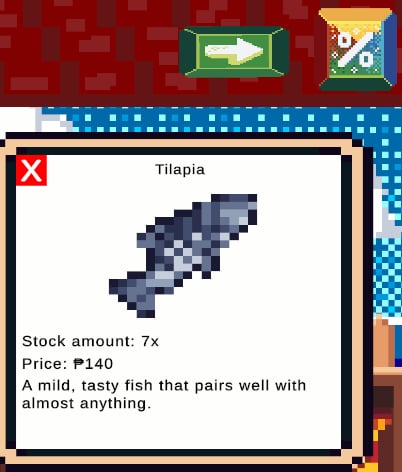 %
X
Tilapia
Stock amount: 7x
Price: ₱140
A mild, tasty fish that pairs well with
almost anything.